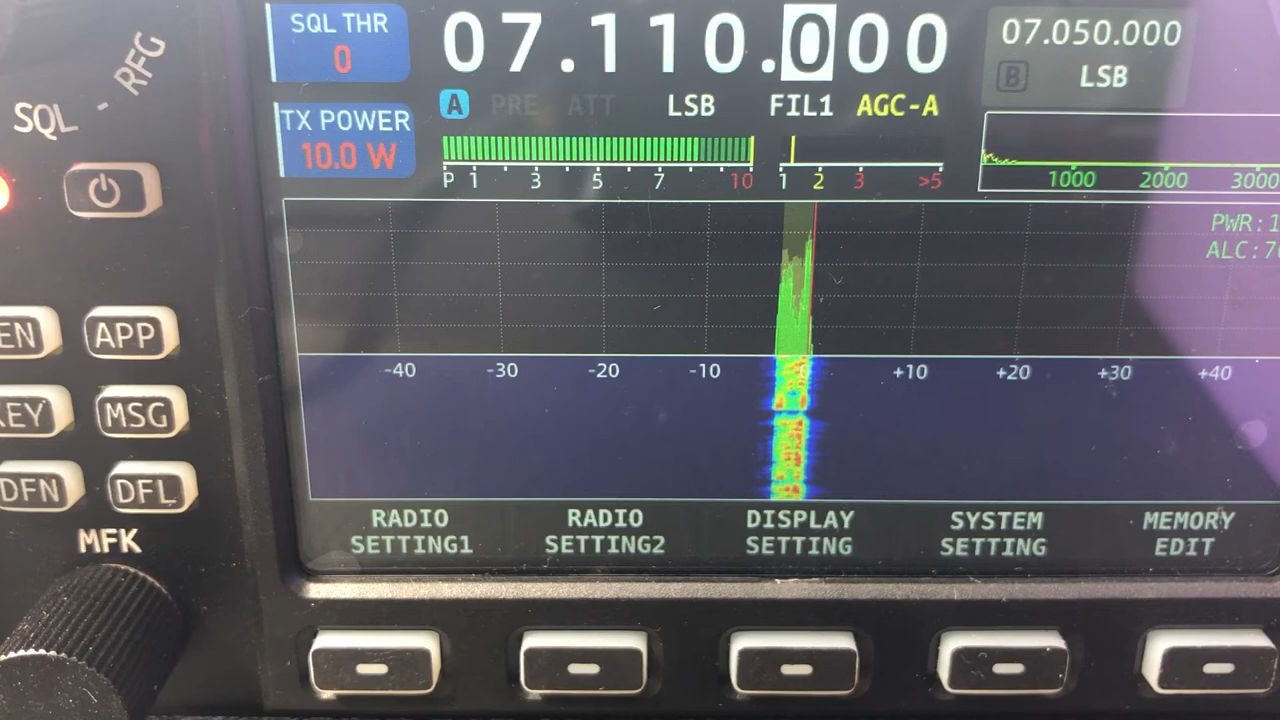 SQL THR
0
07.110.000
07.050.000
B
LSB
SQL - RFG
TX POWER
10.0 W
A
PRE
ATT
LSB
FIL1
AGC-A
P 1 3 5 7 10
1 2 3 >5
1000 2000 3000
PWR:1
ALC:7
EN
APP
-40 -30 -20 -10 0 +10 +20 +30 +40
KEY
MSG
DFN
DFL
MFK
RADIO
SETTING1
RADIO
SETTING2
DISPLAY
SETTING
SYSTEM
SETTING
MEMORY
EDIT